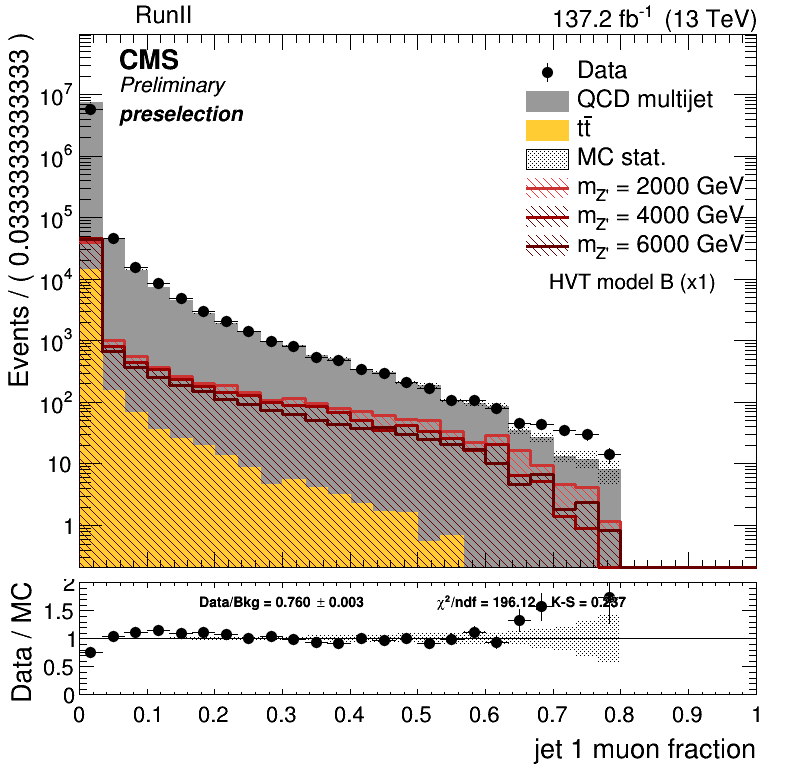 RunII
137.2 fb⁻¹ (13 TeV)
CMS
Preliminary
preselection
Data
QCD multijet
tt̄
MC stat.
m_Z' = 2000 GeV
m_Z' = 4000 GeV
m_Z' = 6000 GeV
HVT model B (x1)
Events / ( 0.0333333333333333 )
10⁷
10⁶
10⁵
10⁴
10³
10²
10
1
Data/Bkg = 0.760 ± 0.003
χ²/ndf = 196.12, K-S = 0.237
Data / MC
2
1.5
1
0.5
0
0 0.1 0.2 0.3 0.4 0.5 0.6 0.7 0.8 0.9 1
jet 1 muon fraction